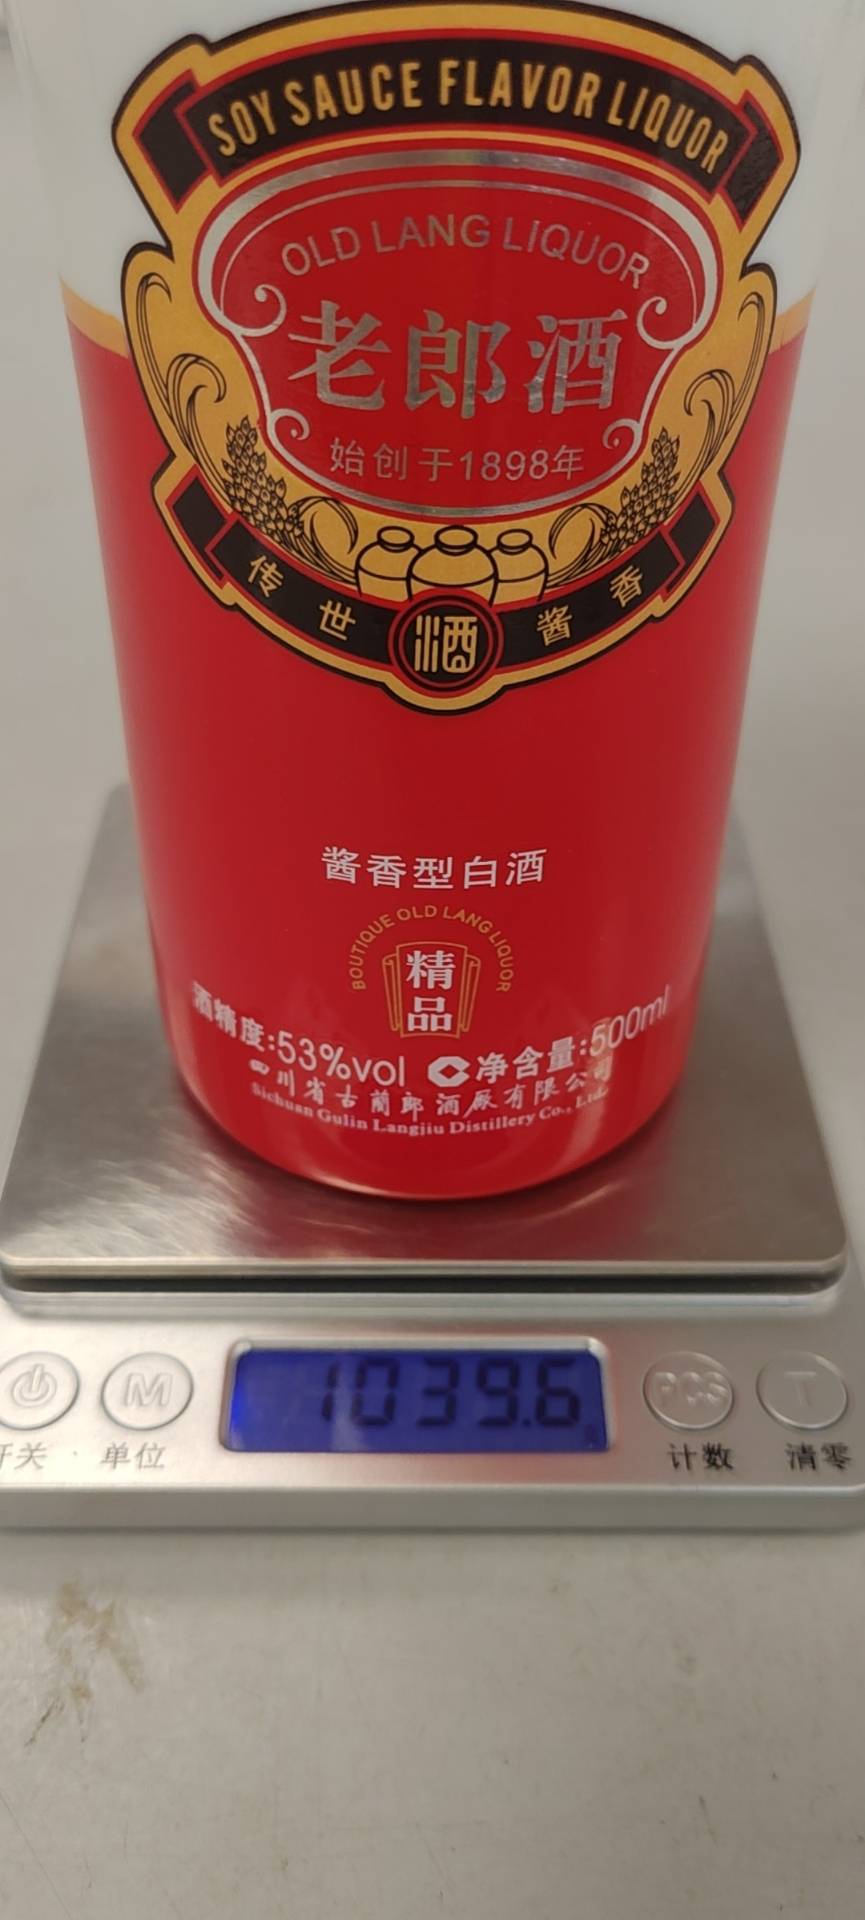 SOY SAUCE FLAVOR LIQUOR
OLD LANG LIQUOR
老郎酒
始创于1898年
传世 酒 酱香
酱香型白酒
BOUTIQUE OLD LANG LIQUOR
精品
酒精度:53%vol 净含量:500ml
四川省古蔺郎酒厂有限公司
Sichuan Gulin Langjiu Distillery Co., Ltd.
1039.6
M PCS T
开关 单位 计数 清零